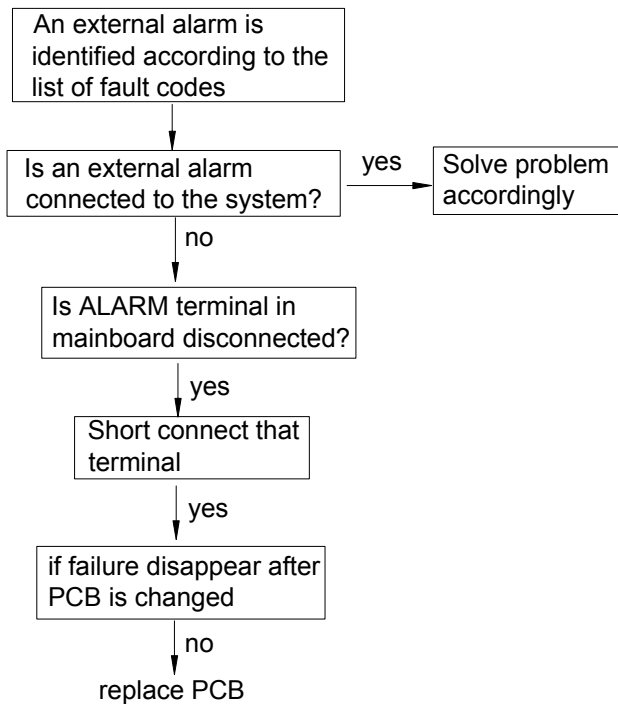 An external alarm is
identified according to the
list of fault codes
Is an external alarm
connected to the system?
yes
Solve problem
accordingly
no
Is ALARM terminal in
mainboard disconnected?
yes
Short connect that
terminal
yes
if failure disappear after
PCB is changed
no
replace PCB